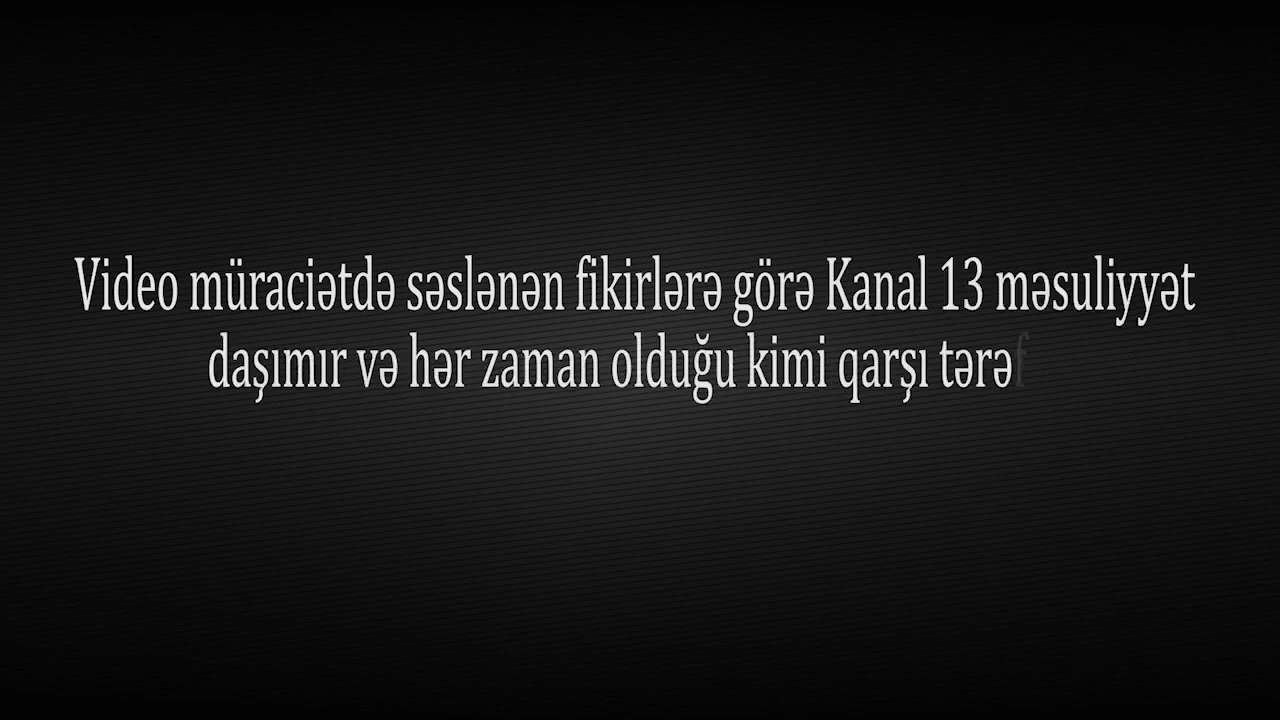 Video müraciətdə səslənən fikirlərə görə Kanal 13 məsuliyyət
daşımır və hər zaman olduğu kimi qarşı tərəf